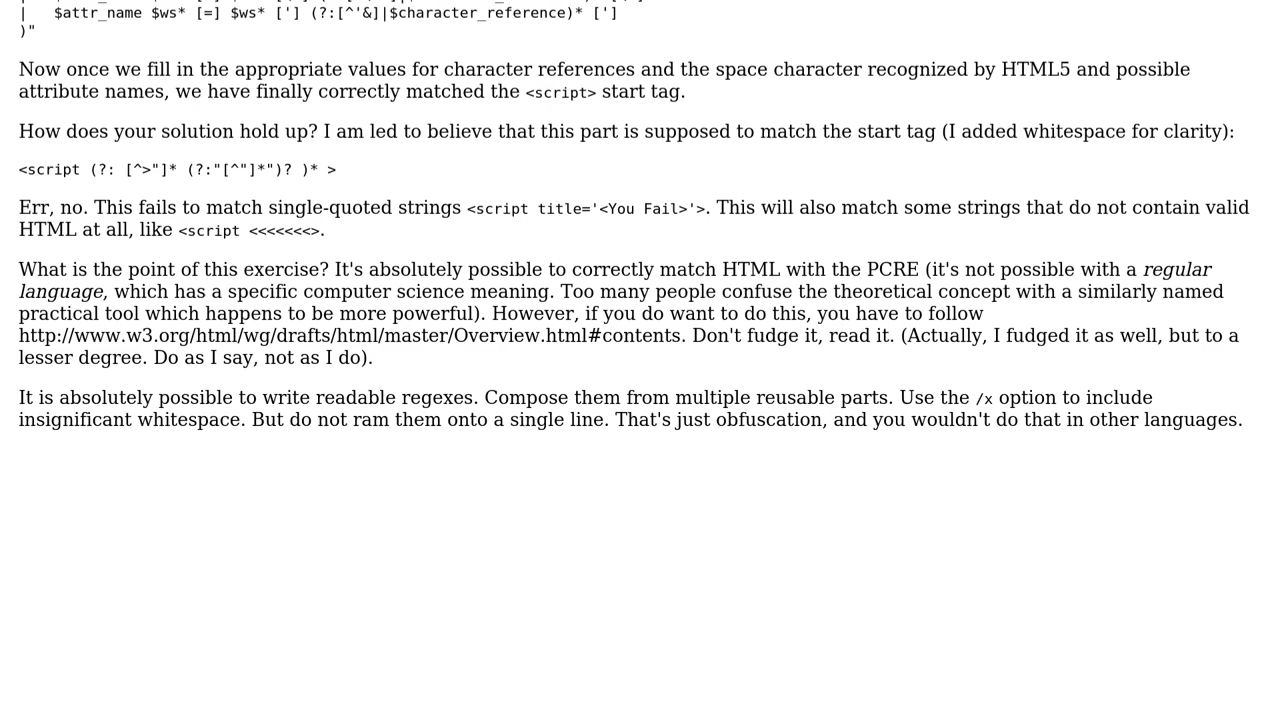 |   $attr_name $ws* [=] $ws* ['] (?:[^'&]|$character_reference)* [']
)"
Now once we fill in the appropriate values for character references and the space character recognized by HTML5 and possible
attribute names, we have finally correctly matched the <script> start tag.
How does your solution hold up? I am led to believe that this part is supposed to match the start tag (I added whitespace for clarity):
<script (?: [^>"]* (?:"[^"]*")? )* >
Err, no. This fails to match single-quoted strings <script title='<You Fail>'>. This will also match some strings that do not contain valid
HTML at all, like <script <<<<<<<>.
What is the point of this exercise? It's absolutely possible to correctly match HTML with the PCRE (it's not possible with a regular
language, which has a specific computer science meaning. Too many people confuse the theoretical concept with a similarly named
practical tool which happens to be more powerful). However, if you do want to do this, you have to follow
http://www.w3.org/html/wg/drafts/html/master/Overview.html#contents. Don't fudge it, read it. (Actually, I fudged it as well, but to a
lesser degree. Do as I say, not as I do).
It is absolutely possible to write readable regexes. Compose them from multiple reusable parts. Use the /x option to include
insignificant whitespace. But do not ram them onto a single line. That's just obfuscation, and you wouldn't do that in other languages.